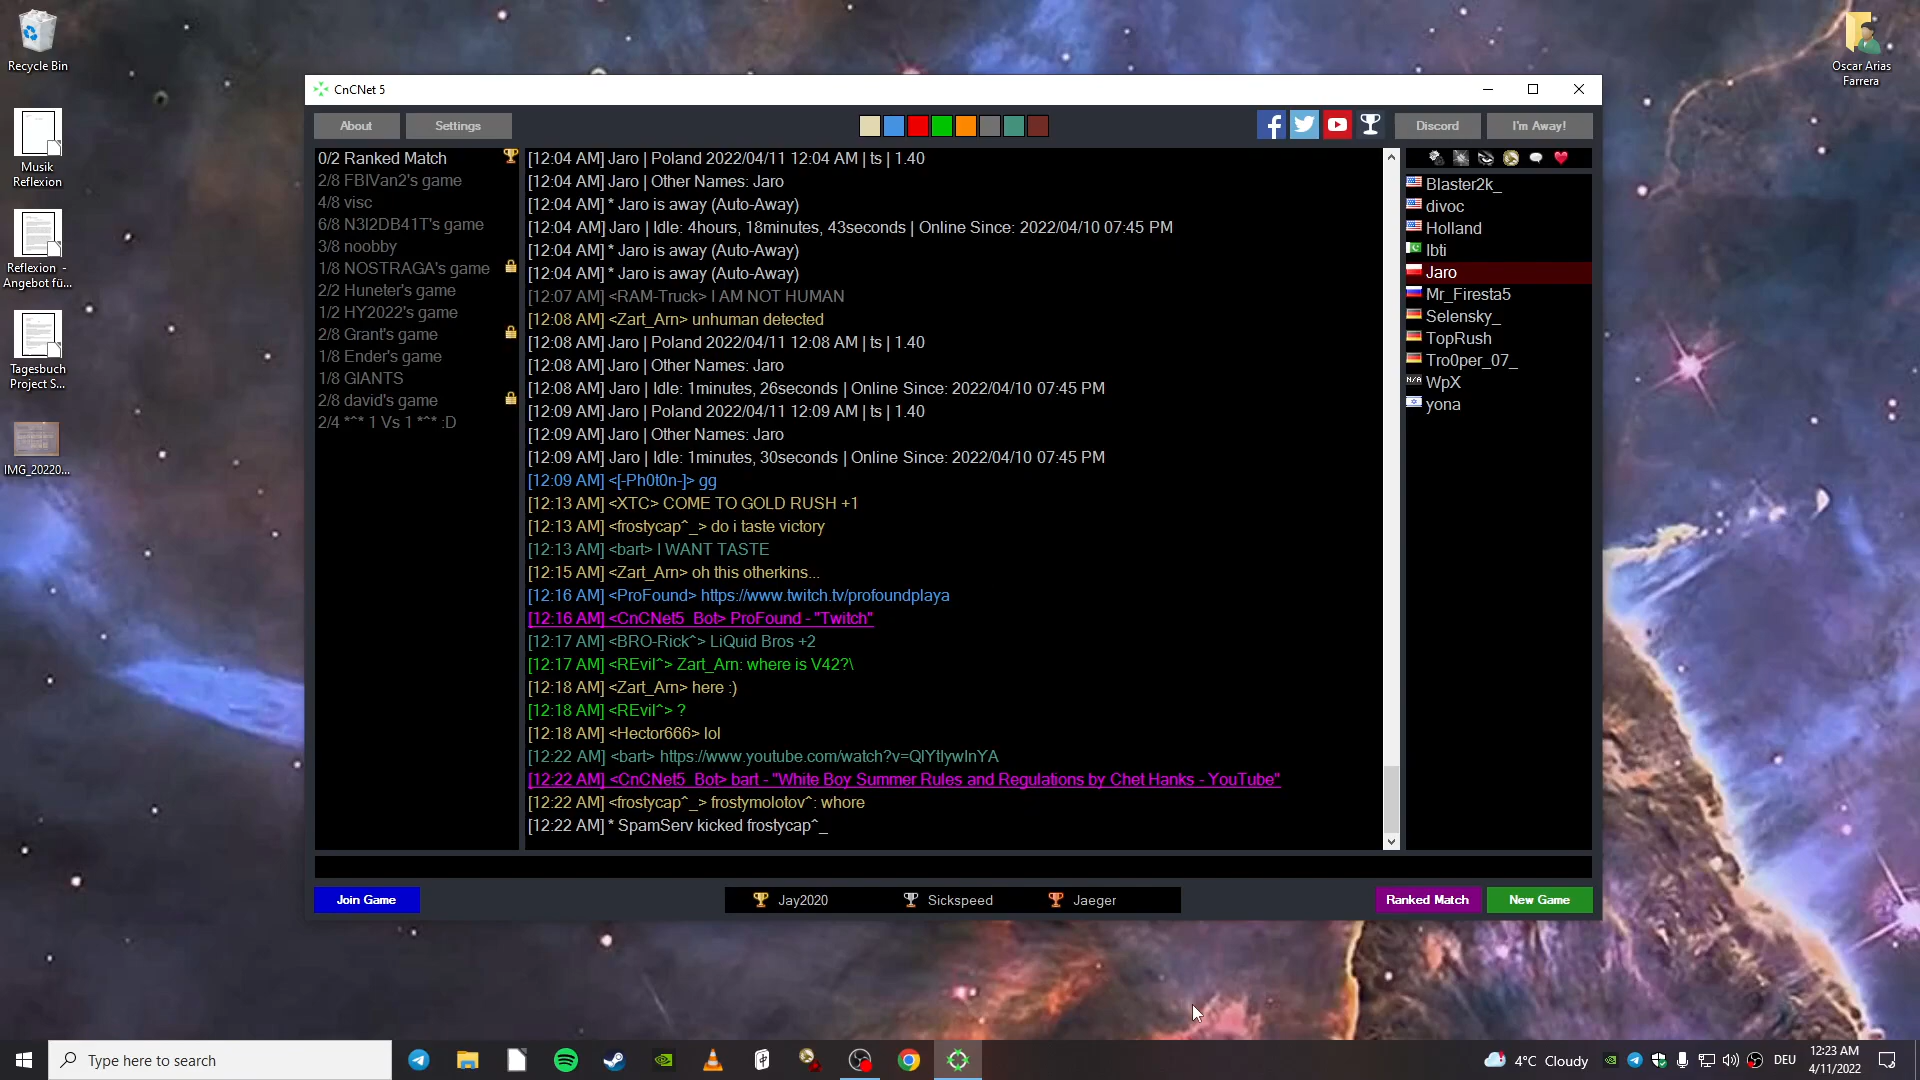 Recycle Bin
Musik
Reflexion
Reflexion -
Angebot fü...
Tagesbuch
Project S...
IMG_20220...
Oscar Arias
Farrera
CnCNet 5
About
Settings
Discord
I'm Away!
0/2 Ranked Match
2/8 FBIVan2's game
4/8 visc
6/8 N3I2DB41T's game
3/8 noobby
1/8 NOSTRAGA's game
2/2 Huneter's game
1/2 HY2022's game
2/8 Grant's game
1/8 Ender's game
1/8 GIANTS
2/8 david's game
2/4 *^* 1 Vs 1 *^* :D
[12:04 AM] Jaro | Poland 2022/04/11 12:04 AM | ts | 1.40
[12:04 AM] Jaro | Other Names: Jaro
[12:04 AM] * Jaro is away (Auto-Away)
[12:04 AM] Jaro | Idle: 4hours, 18minutes, 43seconds | Online Since: 2022/04/10 07:45 PM
[12:04 AM] * Jaro is away (Auto-Away)
[12:04 AM] * Jaro is away (Auto-Away)
[12:07 AM] <RAM-Truck> I AM NOT HUMAN
[12:08 AM] <Zart_Arn> unhuman detected
[12:08 AM] Jaro | Poland 2022/04/11 12:08 AM | ts | 1.40
[12:08 AM] Jaro | Other Names: Jaro
[12:08 AM] Jaro | Idle: 1minutes, 26seconds | Online Since: 2022/04/10 07:45 PM
[12:09 AM] Jaro | Poland 2022/04/11 12:09 AM | ts | 1.40
[12:09 AM] Jaro | Other Names: Jaro
[12:09 AM] Jaro | Idle: 1minutes, 30seconds | Online Since: 2022/04/10 07:45 PM
[12:09 AM] <[-Ph0t0n-]> gg
[12:13 AM] <XTC> COME TO GOLD RUSH +1
[12:13 AM] <frostycap^_> do i taste victory
[12:13 AM] <bart> I WANT TASTE
[12:15 AM] <Zart_Arn> oh this otherkins...
[12:16 AM] <ProFound> https://www.twitch.tv/profoundplaya
[12:16 AM] <CnCNet5_Bot> ProFound - "Twitch"
[12:17 AM] <BRO-Rick^> LiQuid Bros +2
[12:17 AM] <REvil^> Zart_Arn: where is V42?\
[12:18 AM] <Zart_Arn> here :)
[12:18 AM] <REvil^> ?
[12:18 AM] <Hector666> lol
[12:22 AM] <bart> https://www.youtube.com/watch?v=QlYtlywInYA
[12:22 AM] <CnCNet5_Bot> bart - "White Boy Summer Rules and Regulations by Chet Hanks - YouTube"
[12:22 AM] <frostycap^_> frostymolotov^: whore
[12:22 AM] * SpamServ kicked frostycap^_
Blaster2k_
divoc
Holland
Ibti
Jaro
Mr_Firesta5
Selensky_
TopRush
Tro0per_07_
N/A WpX
yona
Join Game
Jay2020
Sickspeed
Jaeger
Ranked Match
New Game
Type here to search
4°C Cloudy
DEU
12:23 AM
4/11/2022